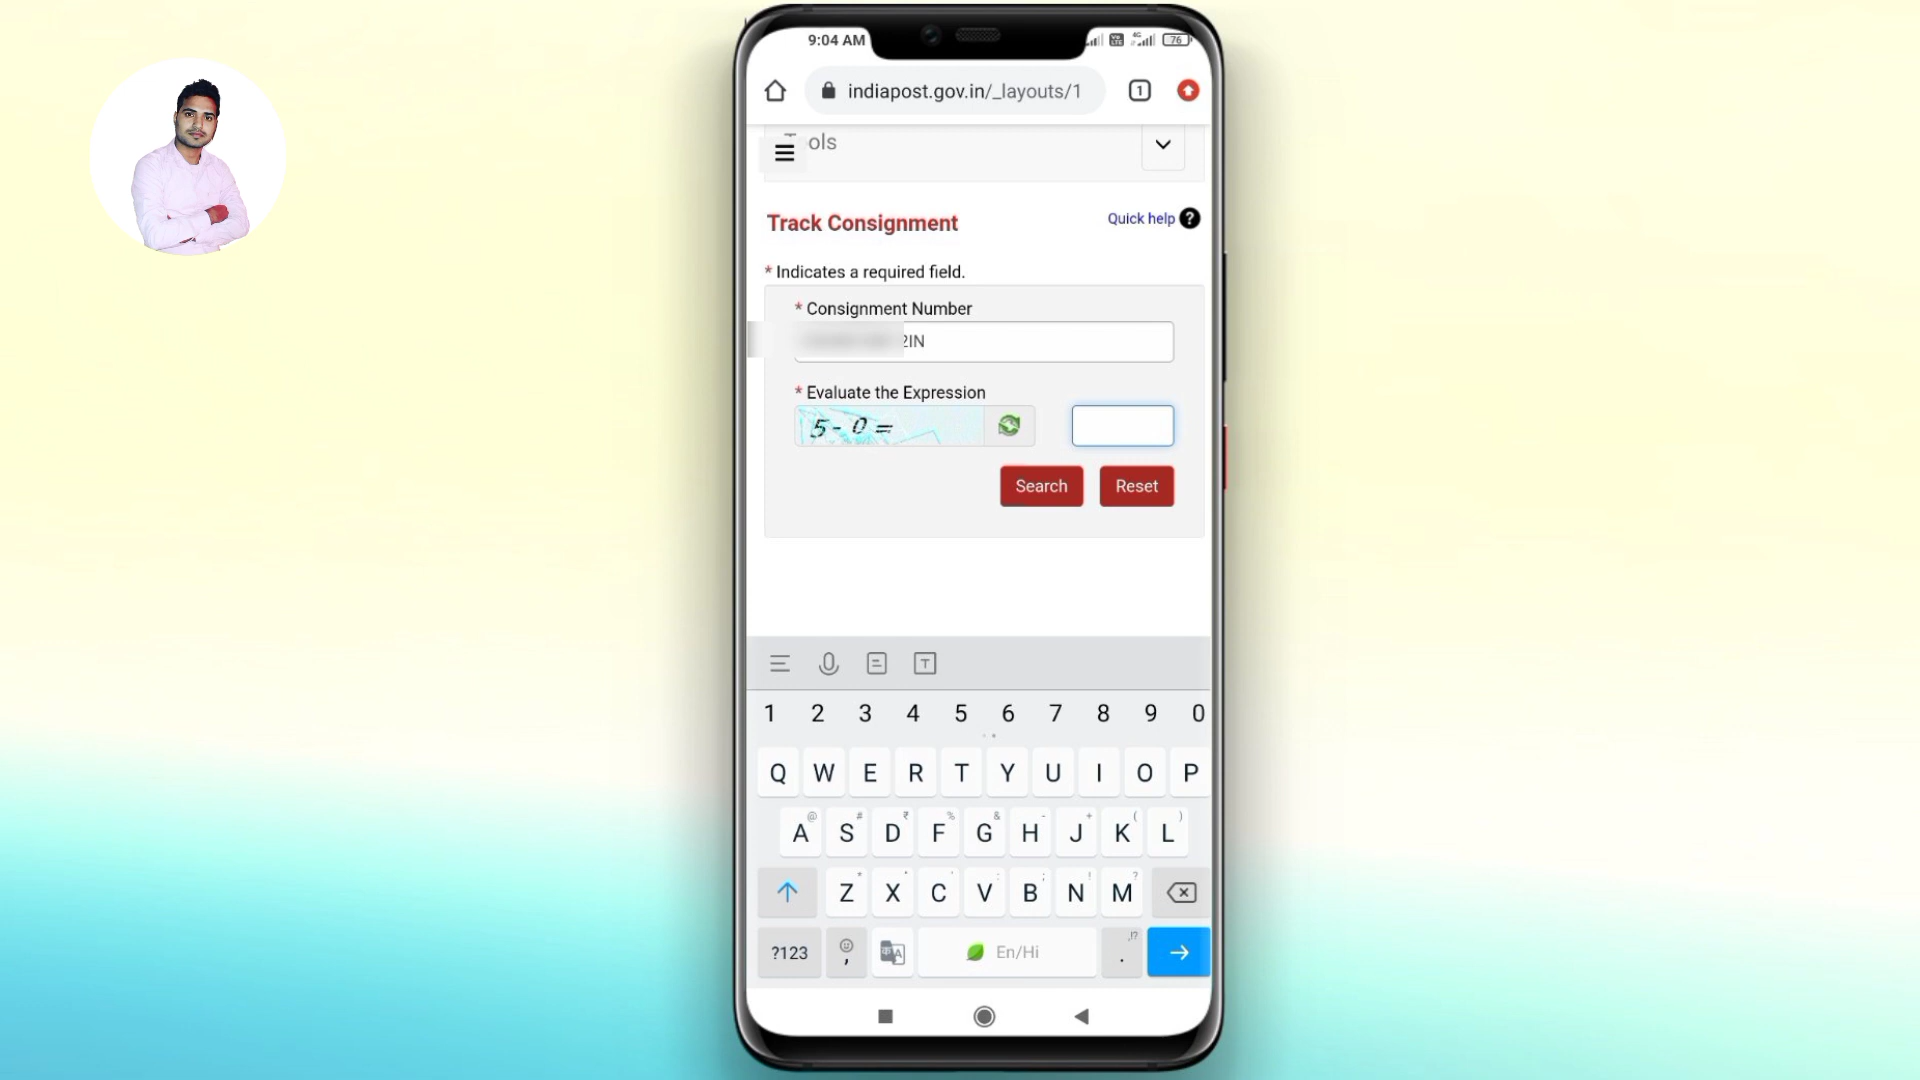 9:04 AM
76
indiapost.gov.in/_layouts/1
1
ols
Track Consignment
Quick help ?
* Indicates a required field.
* Consignment Number
2IN
* Evaluate the Expression
5 - 0 =
Search
Reset
1 2 3 4 5 6 7 8 9 0
Q W E R T Y U I O P
A S D F G H J K L
Z X C V B N M
?123
En/Hi